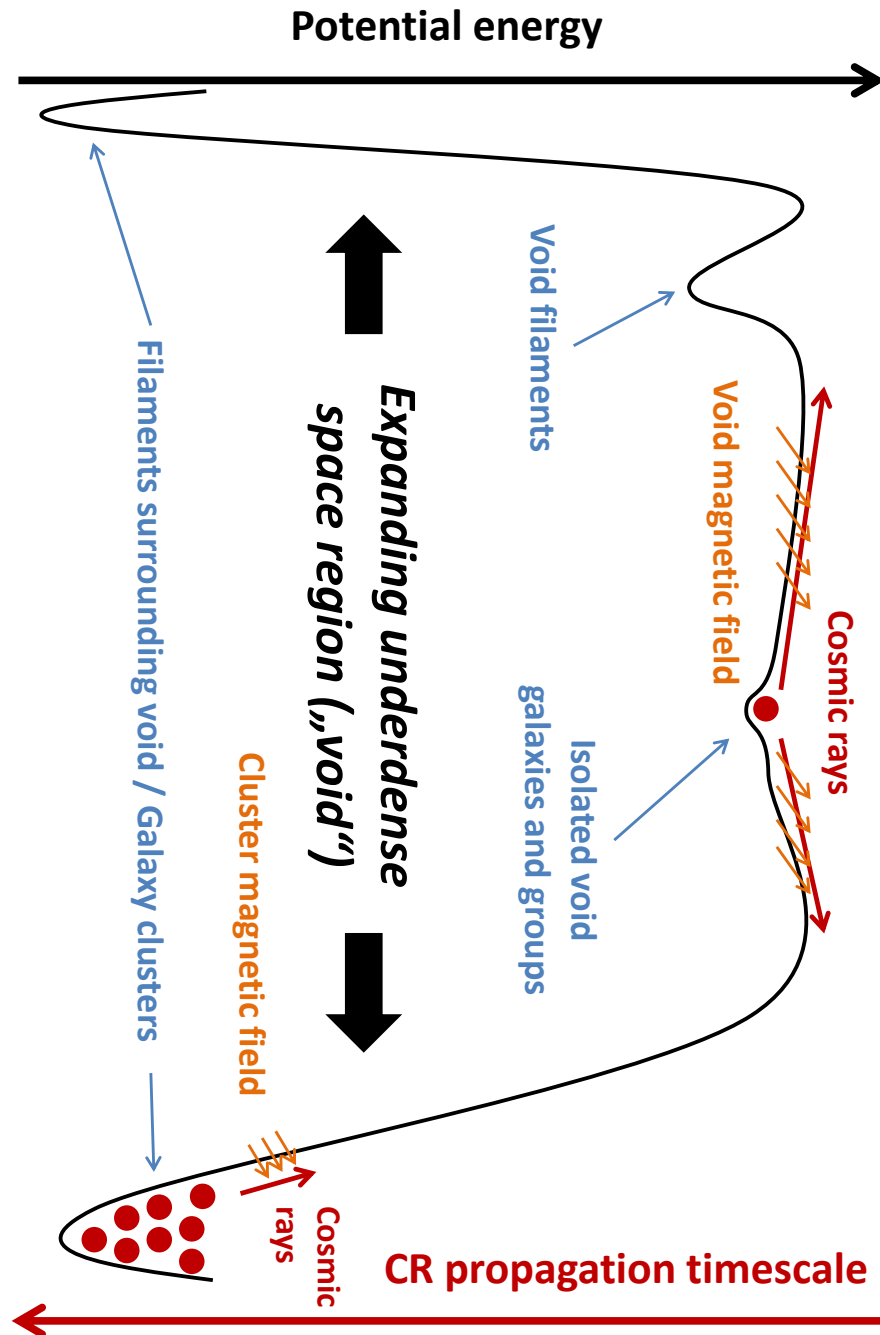 Potential energy
Void filaments
Void magnetic field
Cosmic rays
Isolated void
galaxies and groups
Expanding underdense
space region („void“)
Cluster magnetic field
Filaments surrounding void / Galaxy clusters
Cosmic
rays
CR propagation timescale